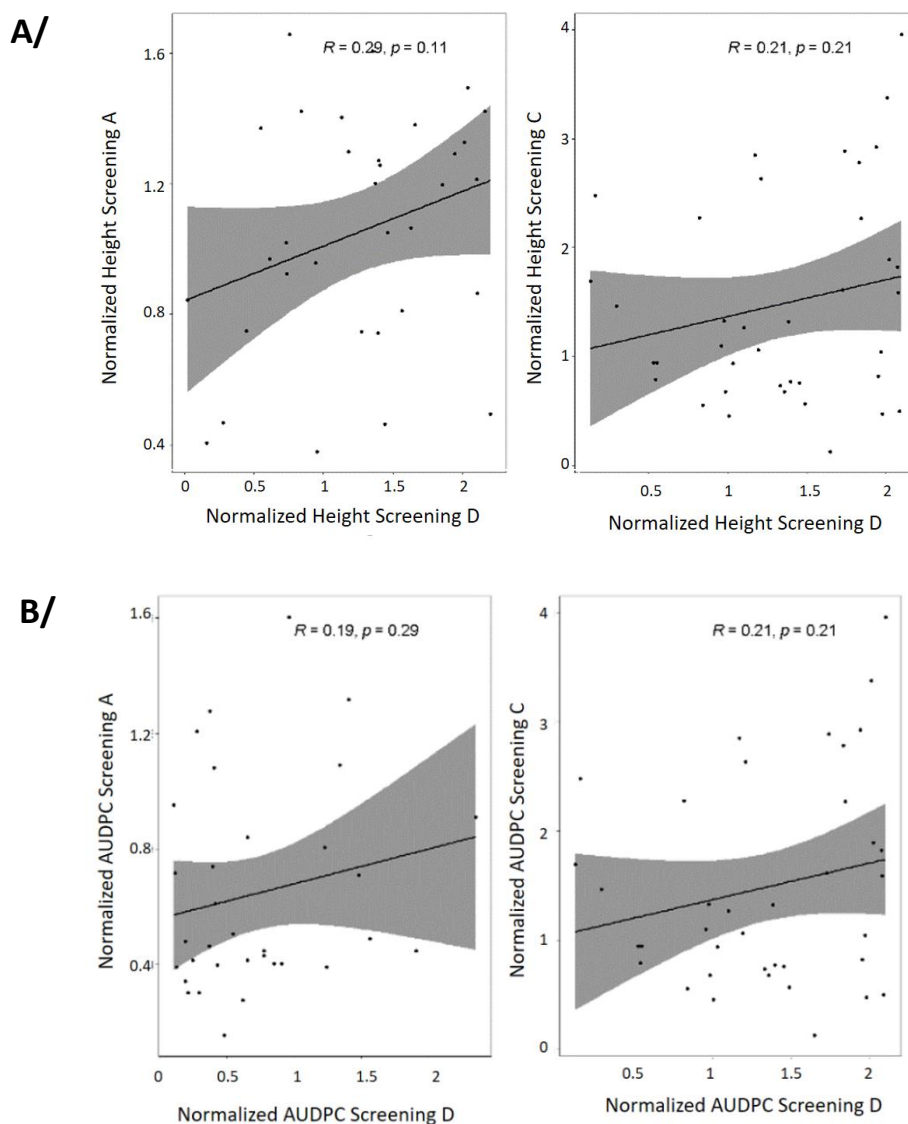 A/
R = 0.29, p = 0.11
Normalized Height Screening A
1.6
1.2
0.8
0.4
0
0.5
1
1.5
2
Normalized Height Screening D
R = 0.21, p = 0.21
Normalized Height Screening C
4
3
2
1
0
0.5
1
1.5
2
Normalized Height Screening D
B/
R = 0.19, p = 0.29
Normalized AUDPC Screening A
1.6
1.2
0.8
0.4
0
0.5
1
1.5
2
Normalized AUDPC Screening D
R = 0.21, p = 0.21
Normalized AUDPC Screening C
4
3
2
1
0
0.5
1
1.5
2
Normalized AUDPC Screening D